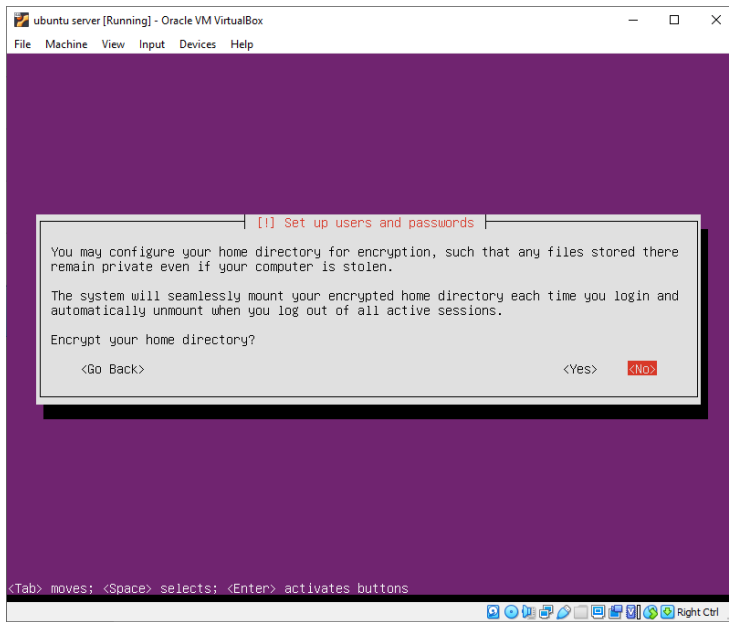 ubuntu server [Running] - Oracle VM VirtualBox
File Machine View Input Devices Help
[!] Set up users and passwords
You may configure your home directory for encryption, such that any files stored there
remain private even if your computer is stolen.
The system will seamlessly mount your encrypted home directory each time you login and
automatically unmount when you log out of all active sessions.
Encrypt your home directory?
<Go Back> <Yes> <No>
<Tab> moves; <Space> selects; <Enter> activates buttons
Right Ctrl